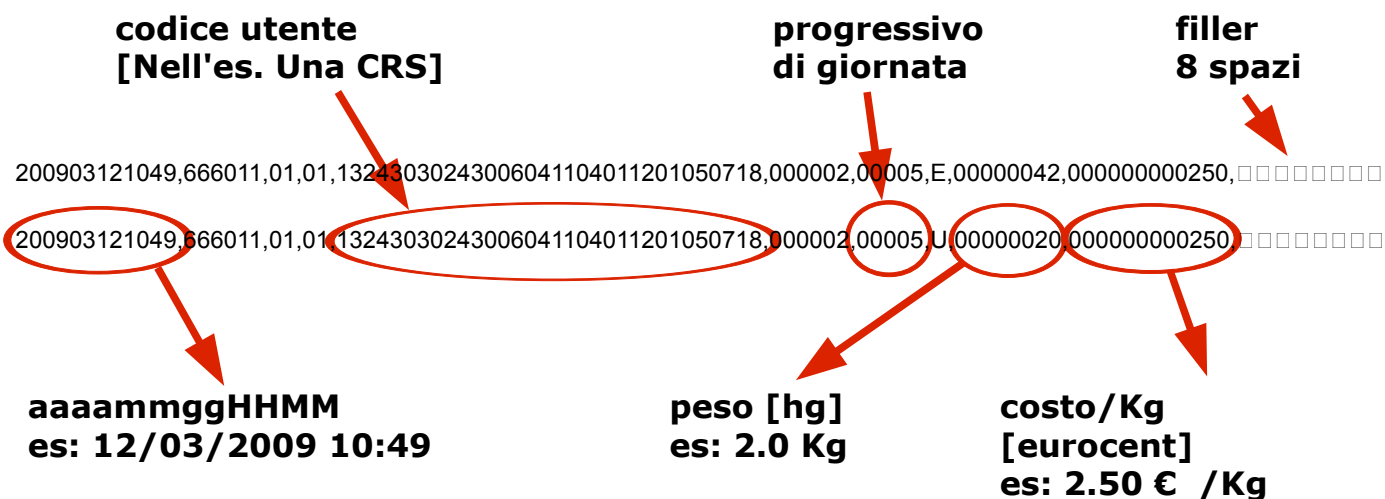 codice utente
[Nell'es. Una CRS]
progressivo
di giornata
filler
8 spazi
200903121049,666011,01,01,13243030243006041104011201050718,000002,00005,E,00000042,000000000250,□□□□□□□□
200903121049,666011,01,01,13243030243006041104011201050718,000002,00005,U,00000020,000000000250,□□□□□□□□
aaaammggHHMM
es: 12/03/2009 10:49
peso [hg]
es: 2.0 Kg
costo/Kg
[eurocent]
es: 2.50 € /Kg